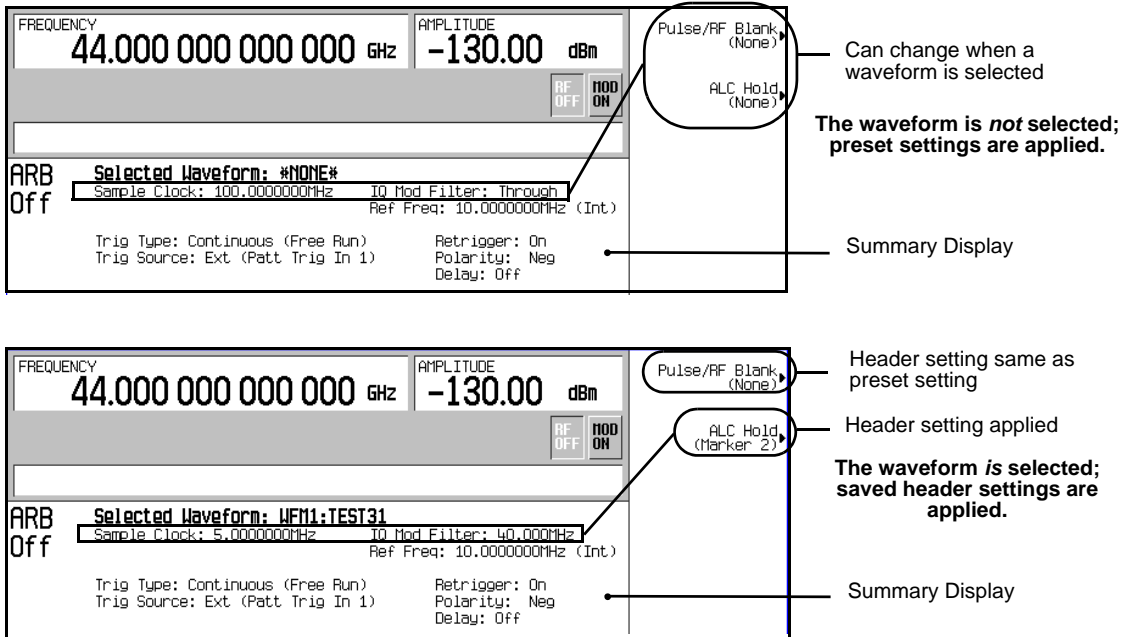 FREQUENCY
44.000 000 000 000 GHz
AMPLITUDE
-130.00 dBm
RF OFF
MOD ON
Pulse/RF Blank
(None)
ALC Hold
(None)
Can change when a
waveform is selected
The waveform is not selected;
preset settings are applied.
ARB
Off
Selected Waveform: *NONE*
Sample Clock: 100.0000000MHz IQ Mod Filter: Through
Ref Freq: 10.0000000MHz (Int)
Trig Type: Continuous (Free Run) Retrigger: On
Trig Source: Ext (Patt Trig In 1) Polarity: Neg
Delay: Off
Summary Display
FREQUENCY
44.000 000 000 000 GHz
AMPLITUDE
-130.00 dBm
RF OFF
MOD ON
Pulse/RF Blank
(None)
ALC Hold
(Marker 2)
Header setting same as
preset setting
Header setting applied
The waveform is selected;
saved header settings are
applied.
ARB
Off
Selected Waveform: WFM1:TEST31
Sample Clock: 5.0000000MHz IQ Mod Filter: 40.000MHz
Ref Freq: 10.0000000MHz (Int)
Trig Type: Continuous (Free Run) Retrigger: On
Trig Source: Ext (Patt Trig In 1) Polarity: Neg
Delay: Off
Summary Display